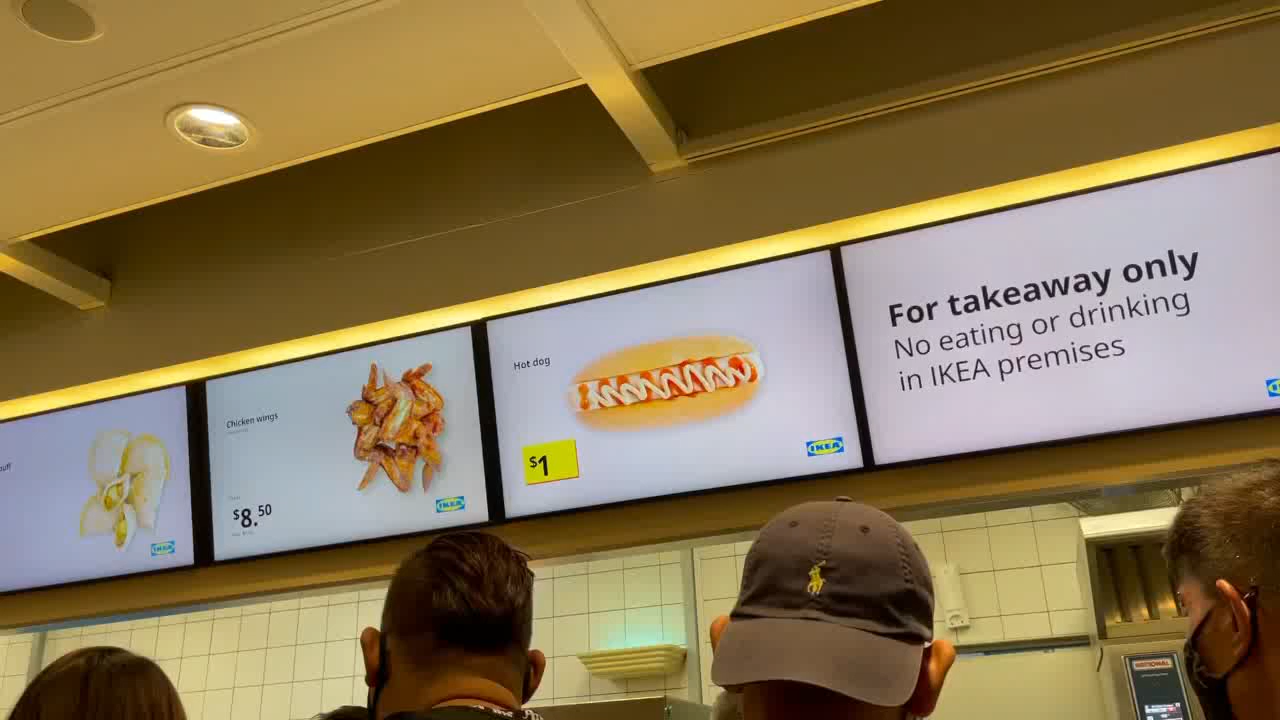 Chicken wings
$8.50
IKEA
Hot dog
$1
IKEA
For takeaway only
No eating or drinking
in IKEA premises
IKEA
NATIONAL